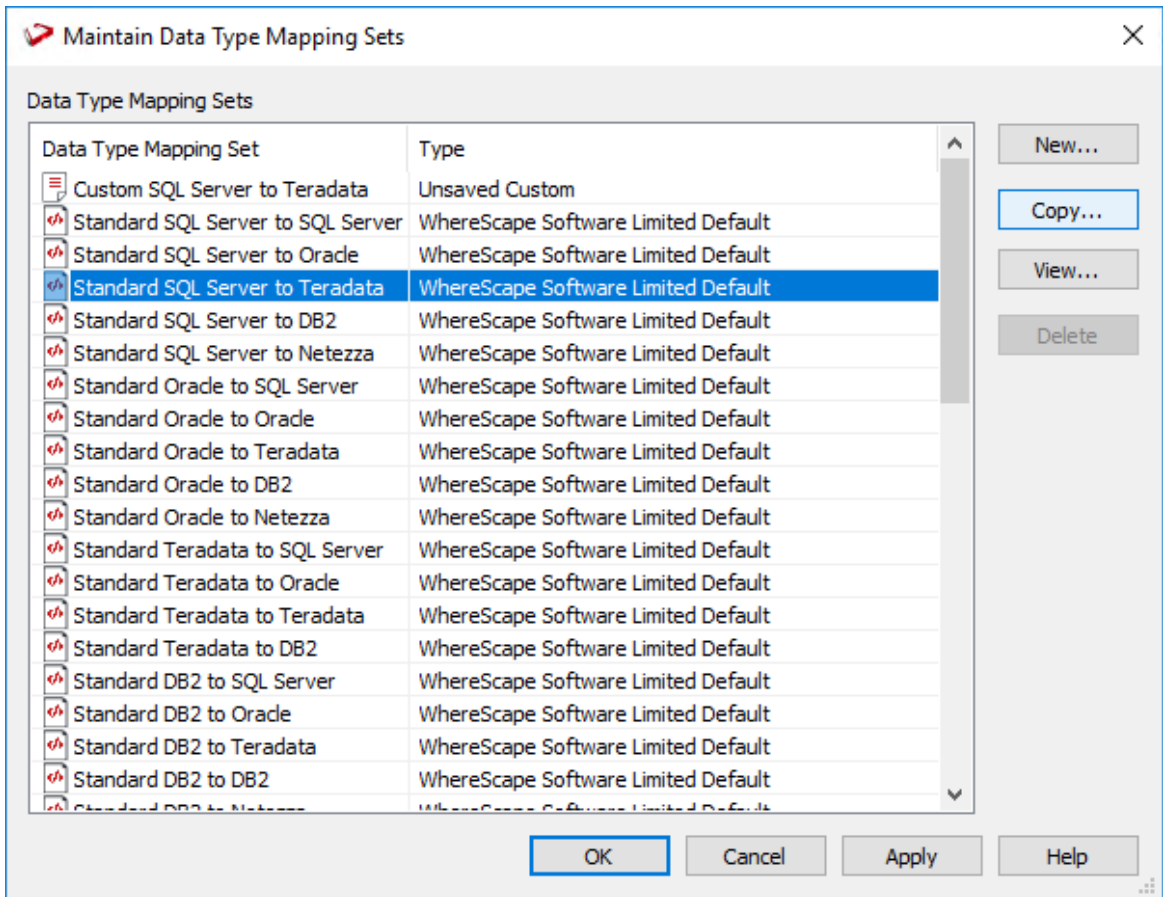 Maintain Data Type Mapping Sets
Data Type Mapping Sets
Data Type Mapping Set Type
Custom SQL Server to Teradata Unsaved Custom
Standard SQL Server to SQL Server WhereScape Software Limited Default
Standard SQL Server to Oracle WhereScape Software Limited Default
Standard SQL Server to Teradata WhereScape Software Limited Default
Standard SQL Server to DB2 WhereScape Software Limited Default
Standard SQL Server to Netezza WhereScape Software Limited Default
Standard Oracle to SQL Server WhereScape Software Limited Default
Standard Oracle to Oracle WhereScape Software Limited Default
Standard Oracle to Teradata WhereScape Software Limited Default
Standard Oracle to DB2 WhereScape Software Limited Default
Standard Oracle to Netezza WhereScape Software Limited Default
Standard Teradata to SQL Server WhereScape Software Limited Default
Standard Teradata to Oracle WhereScape Software Limited Default
Standard Teradata to Teradata WhereScape Software Limited Default
Standard Teradata to DB2 WhereScape Software Limited Default
Standard DB2 to SQL Server WhereScape Software Limited Default
Standard DB2 to Oracle WhereScape Software Limited Default
Standard DB2 to Teradata WhereScape Software Limited Default
Standard DB2 to DB2 WhereScape Software Limited Default
Standard DB2 to Netezza WhereScape Software Limited Default
New...
Copy...
View...
Delete
OK Cancel Apply Help